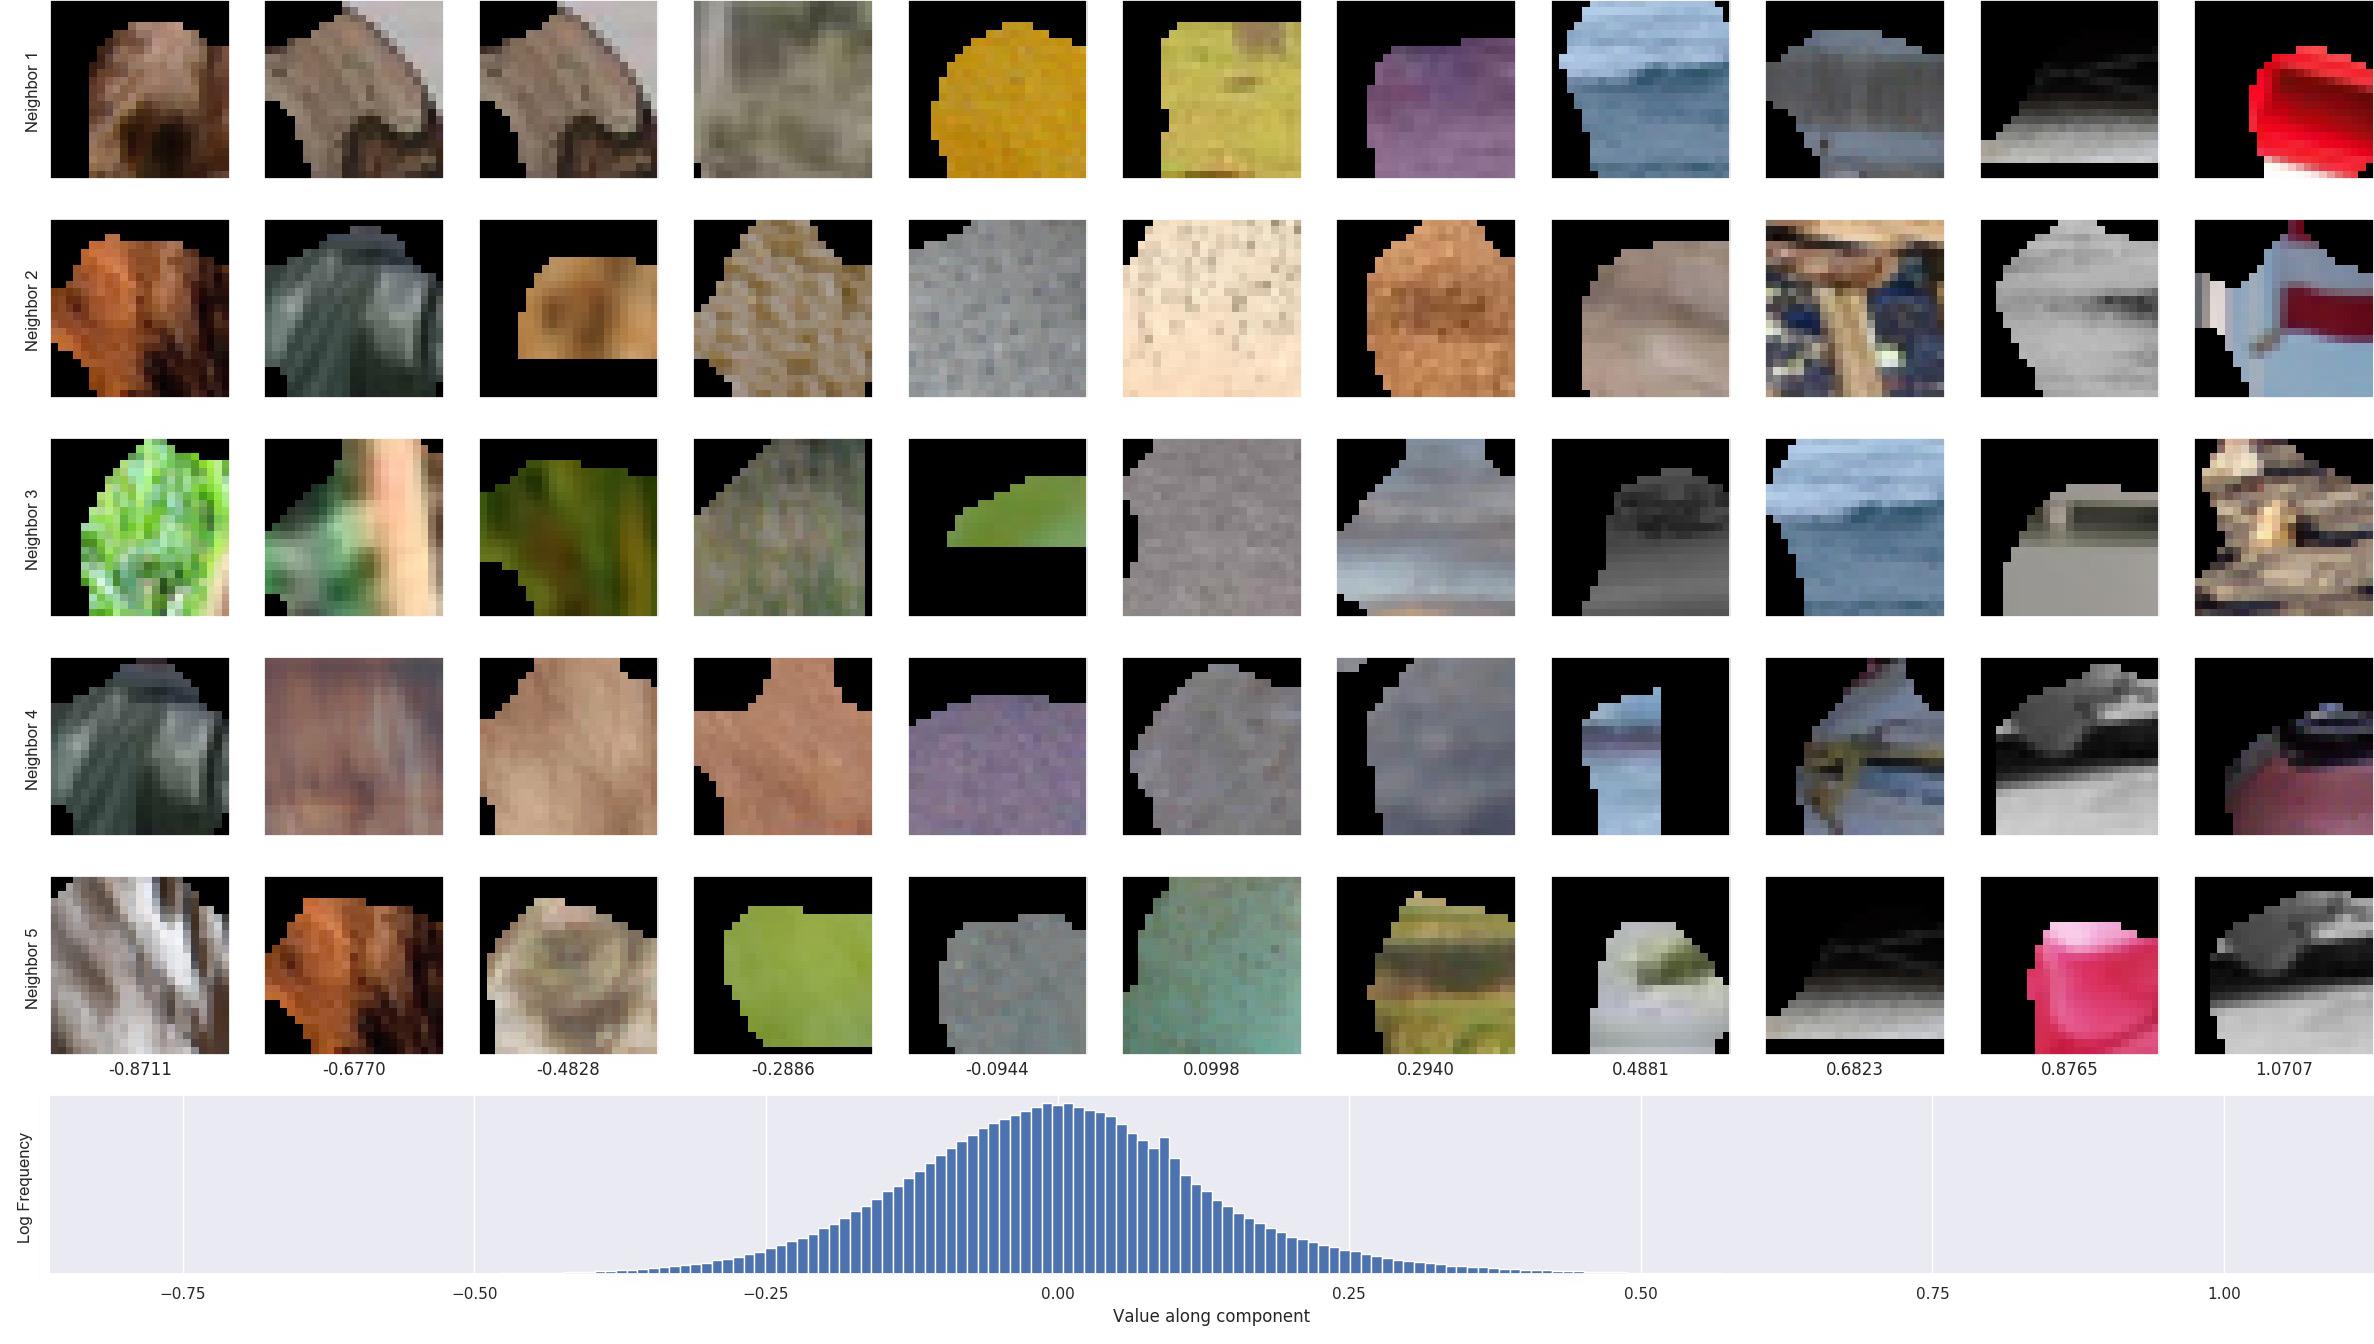 Neighbor 1
Neighbor 2
Neighbor 3
Neighbor 4
Neighbor 5
-0.8711 -0.6770 -0.4828 -0.2886 -0.0944 0.0998 0.2940 0.4881 0.6823 0.8765 1.0707
Log Frequency
−0.75 −0.50 −0.25 0.00 0.25 0.50 0.75 1.00
Value along component